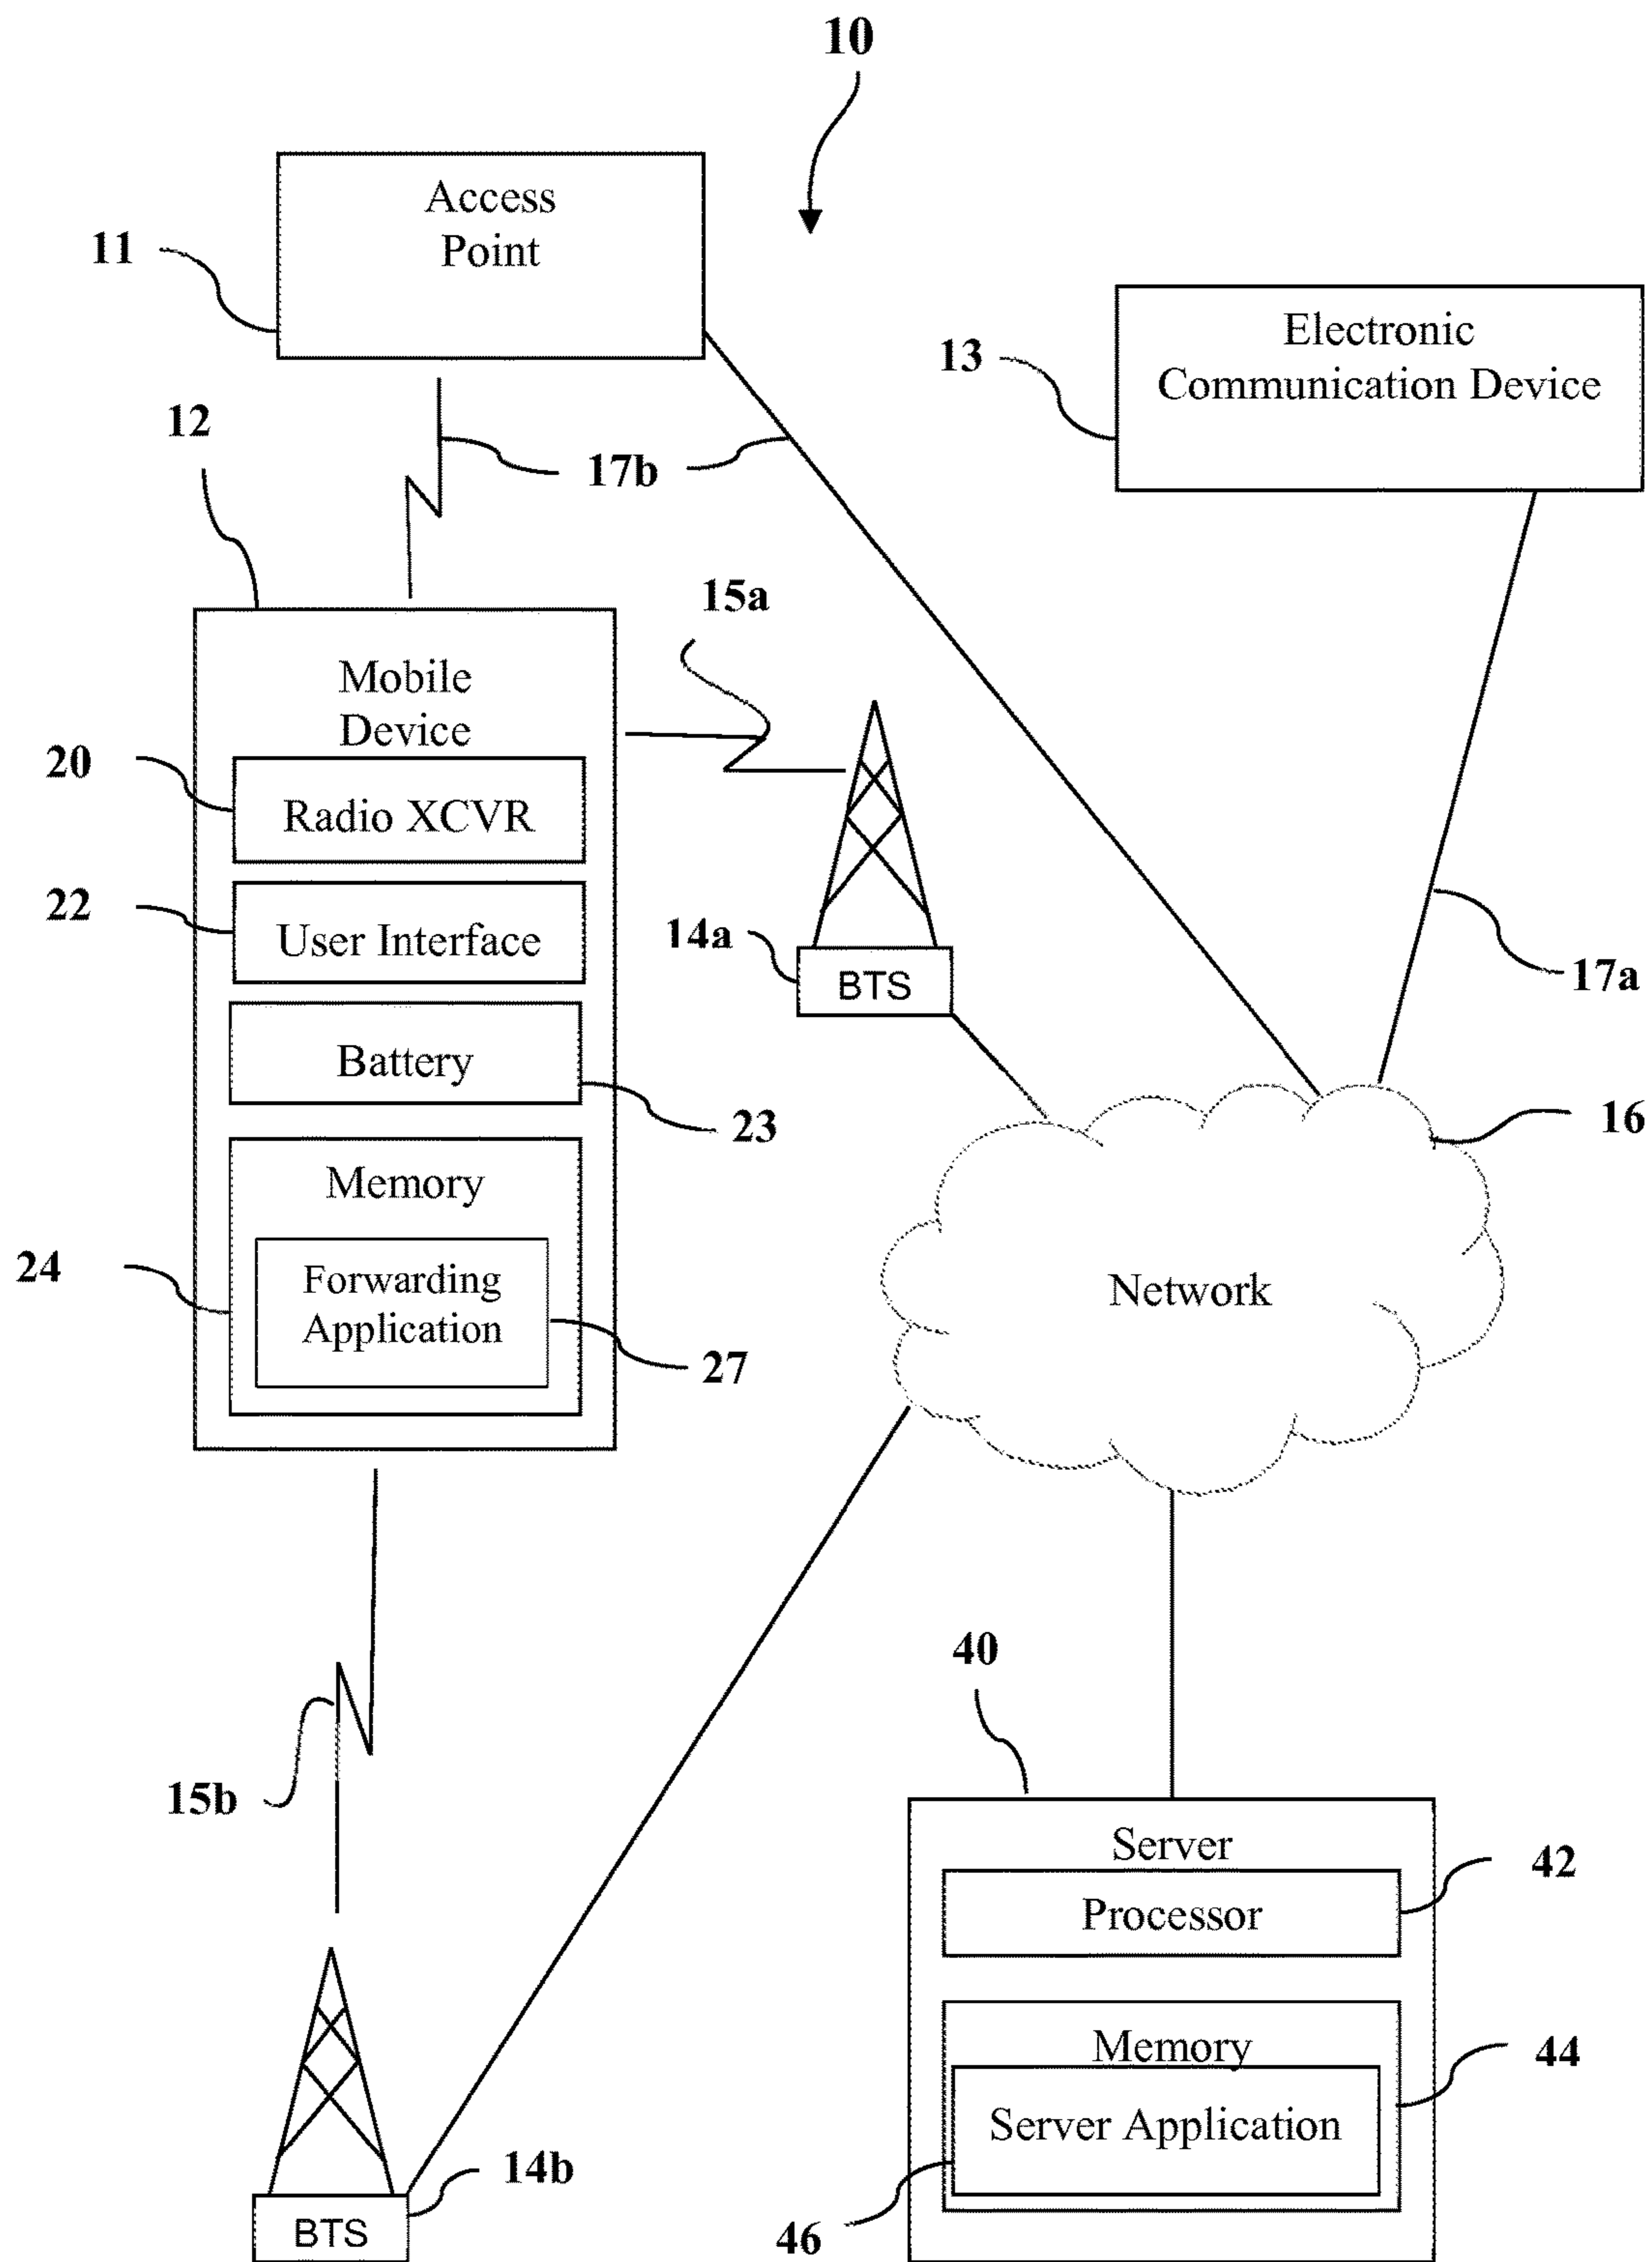 10
Access
Point
11
Electronic
Communication Device
13
12
17b
15a
Mobile
Device
20
Radio XCVR
22
User Interface
14a
BTS
17a
Battery
23
16
Memory
24
Forwarding
Application
27
Network
40
15b
Server
42
Processor
Memory
44
Server Application
14b
46
BTS